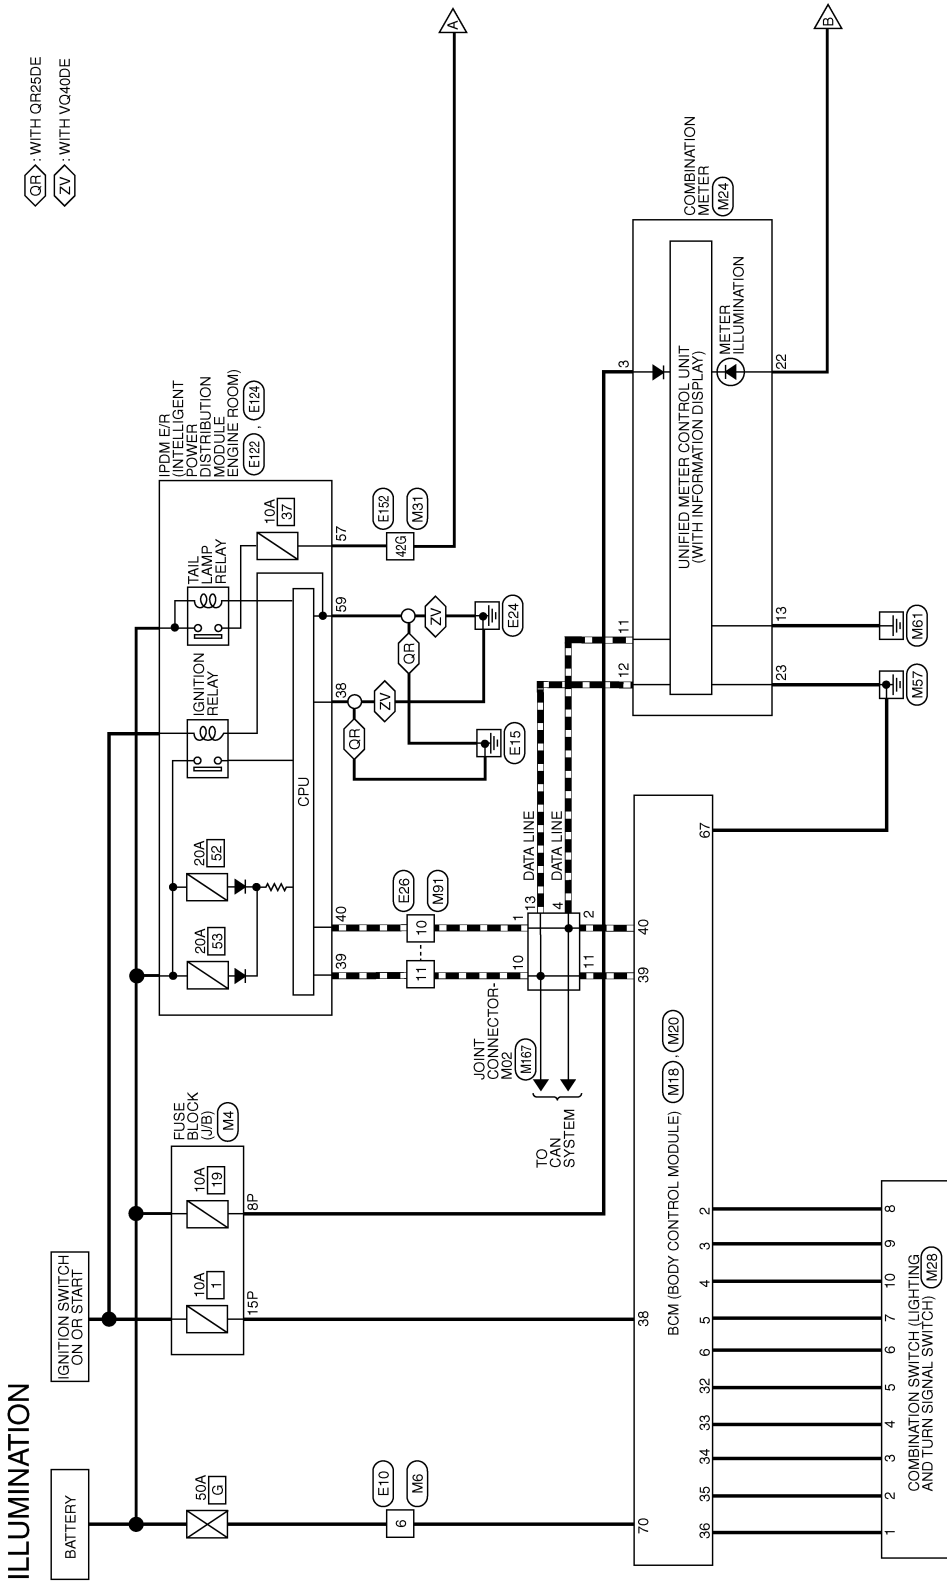 ILLUMINATION
BATTERY
IGNITION SWITCH
ON OR START
QR : WITH QR25DE
ZV : WITH VQ40DE
50A
G
10A
1
10A
19
FUSE
BLOCK
(J/B)
M4
15P
8P
20A
53
20A
52
IGNITION
RELAY
TAIL
LAMP
RELAY
10A
37
IPDM E/R
(INTELLIGENT
POWER
DISTRIBUTION
MODULE
ENGINE ROOM)
E122 , E124
CPU
39
40
38
59
57
E10
6
M6
11
10
E26
M91
QR
ZV
QR
ZV
E15
E24
E152
42G
M31
A
JOINT
CONNECTOR-
M02
M167
10
1
13
4
11
2
DATA LINE
DATA LINE
TO
CAN
SYSTEM
70
38
39
40
BCM (BODY CONTROL MODULE) M18 , M20
36
35
34
33
32
6
5
4
3
2
67
12
11
3
COMBINATION
METER
M24
UNIFIED METER CONTROL UNIT
(WITH INFORMATION DISPLAY)
METER
ILLUMINATION
23
13
22
M57
M61
B
1
2
3
4
5
6
7
10
9
8
COMBINATION SWITCH (LIGHTING
AND TURN SIGNAL SWITCH)
M28